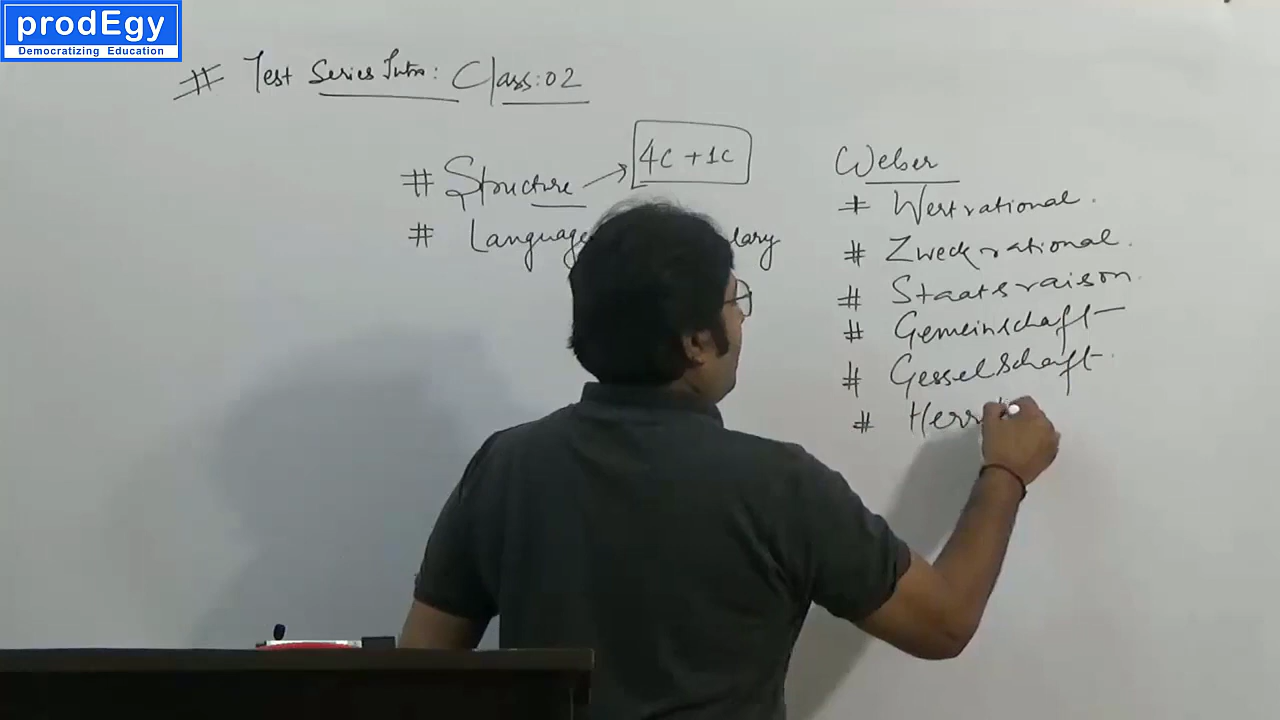 prodEgy
Democratizing Education
# Test Series Intro: Class:02
# Structure → 4C + 1C
# Language
Weber
# Wertrational.
# Zweckrational.
# Staatsraison.
# Gemeinschaft
# Gesselschaft.
#